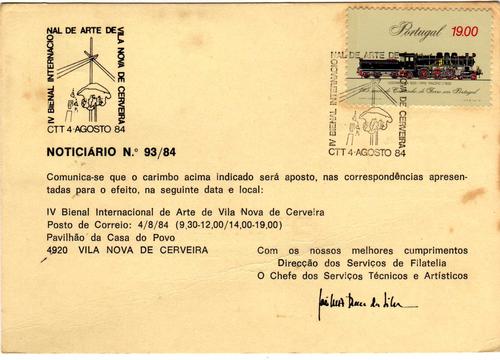 IV BIENAL INTERNACIONAL DE ARTE DE VILA NOVA DE CERVEIRA
CTT 4·AGOSTO 84
Portugal 19.00
IV BIENAL INTERNACIONAL DE ARTE DE VILA NOVA DE CERVEIRA
CTT 4·AGOSTO 84
NOTICIÁRIO N.º 93/84
Comunica-se que o carimbo acima indicado será aposto, nas correspondências apresen-
tadas para o efeito, na seguinte data e local:
IV Bienal Internacional de Arte de Vila Nova de Cerveira
Posto de Correio: 4/8/84 (9,30-12,00/14,00-19,00)
Pavilhão da Casa do Povo
4920 VILA NOVA DE CERVEIRA
Com os nossos melhores cumprimentos
Direcção dos Serviços de Filatelia
O Chefe dos Serviços Técnicos e Artísticos